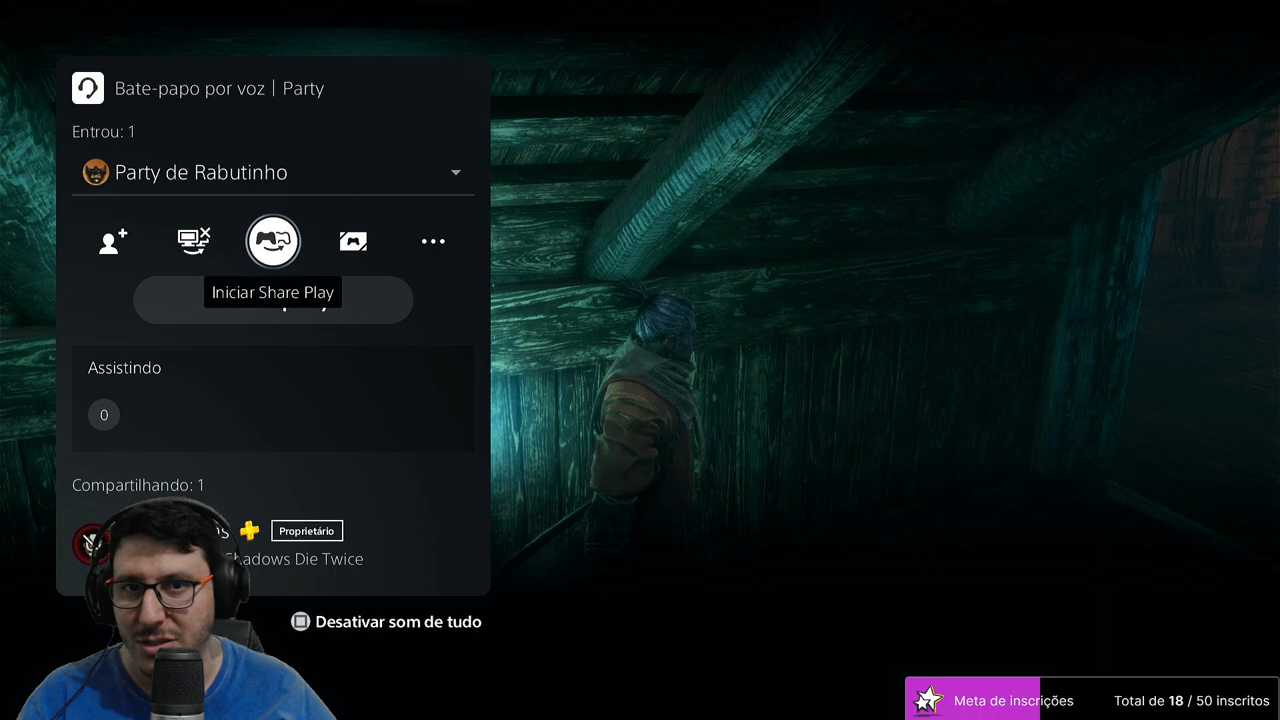 Bate-papo por voz | Party
Entrou: 1
Party de Rabutinho
Iniciar Share Play
Assistindo
0
Compartilhando: 1
Proprietário
Shadows Die Twice
Desativar som de tudo
Meta de inscrições
Total de 18 / 50 inscritos